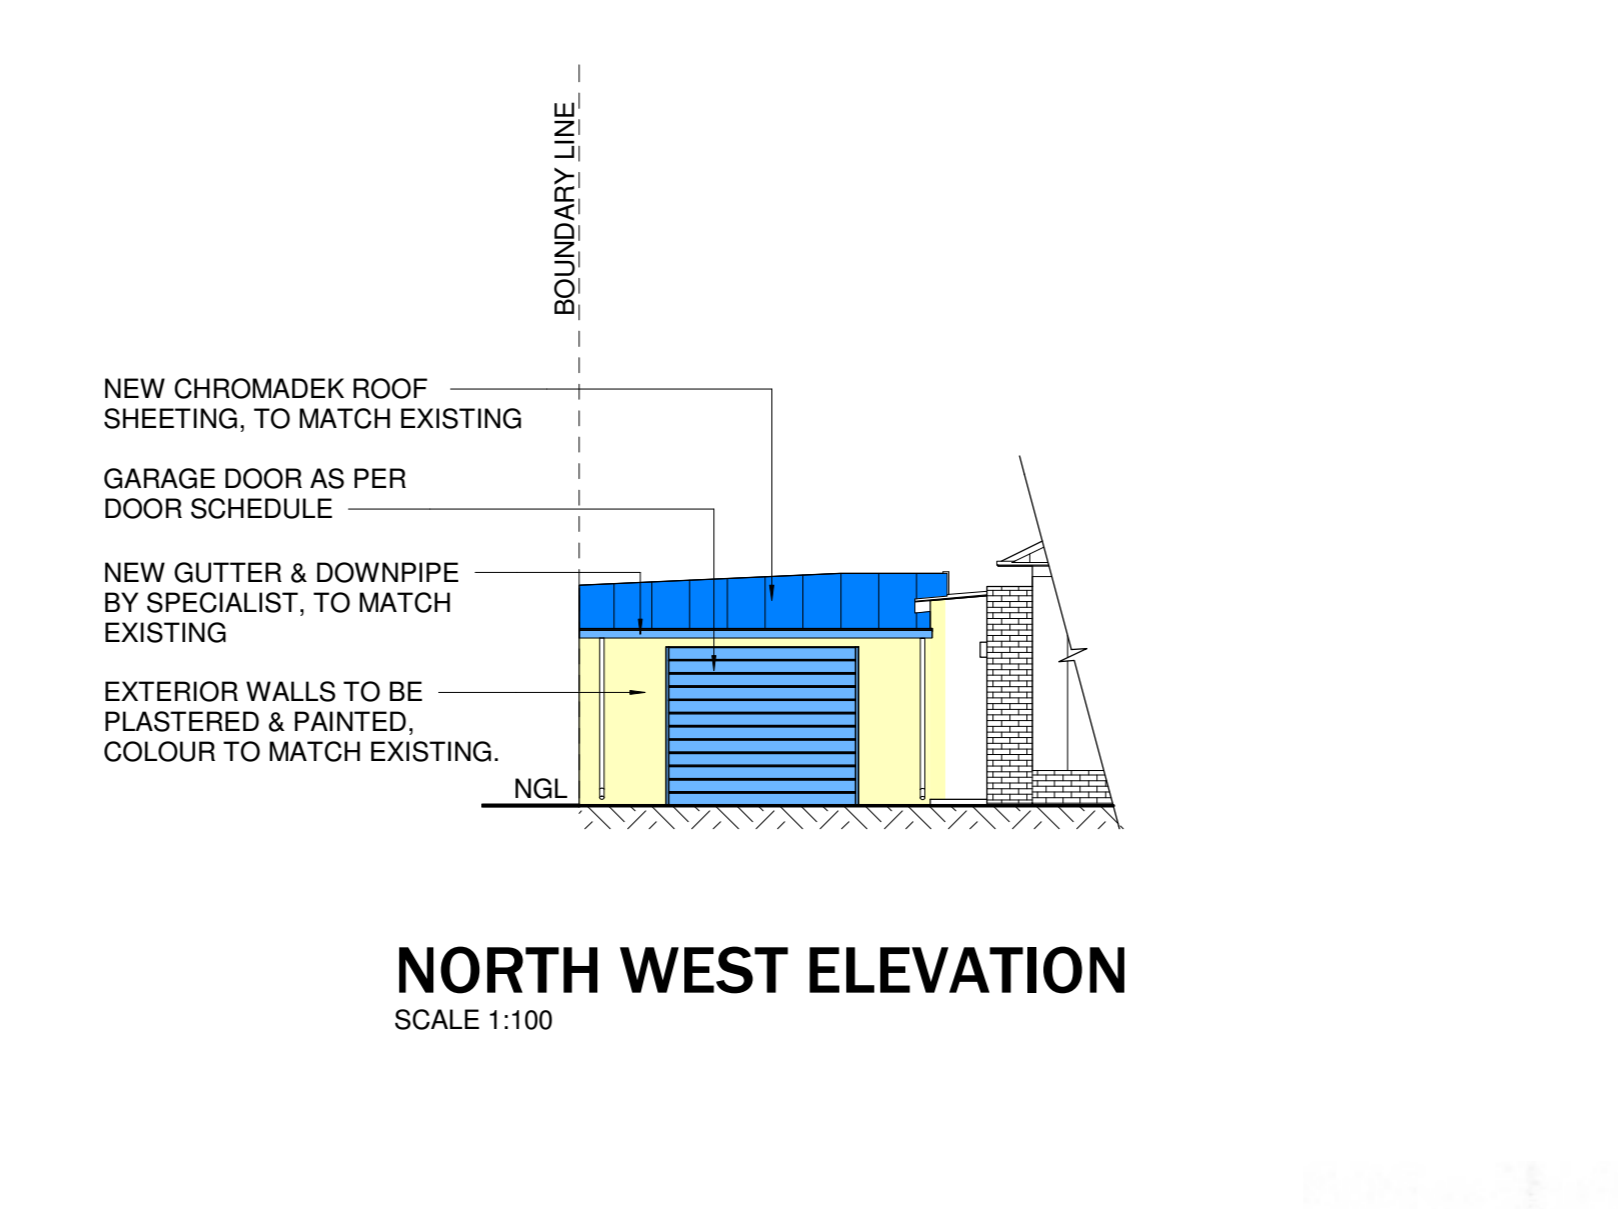 BOUNDARY LINE
NEW CHROMADEK ROOF
SHEETING, TO MATCH EXISTING
GARAGE DOOR AS PER
DOOR SCHEDULE
NEW GUTTER & DOWNPIPE
BY SPECIALIST, TO MATCH
EXISTING
EXTERIOR WALLS TO BE
PLASTERED & PAINTED,
COLOUR TO MATCH EXISTING.
NGL
NORTH WEST ELEVATION
SCALE 1:100